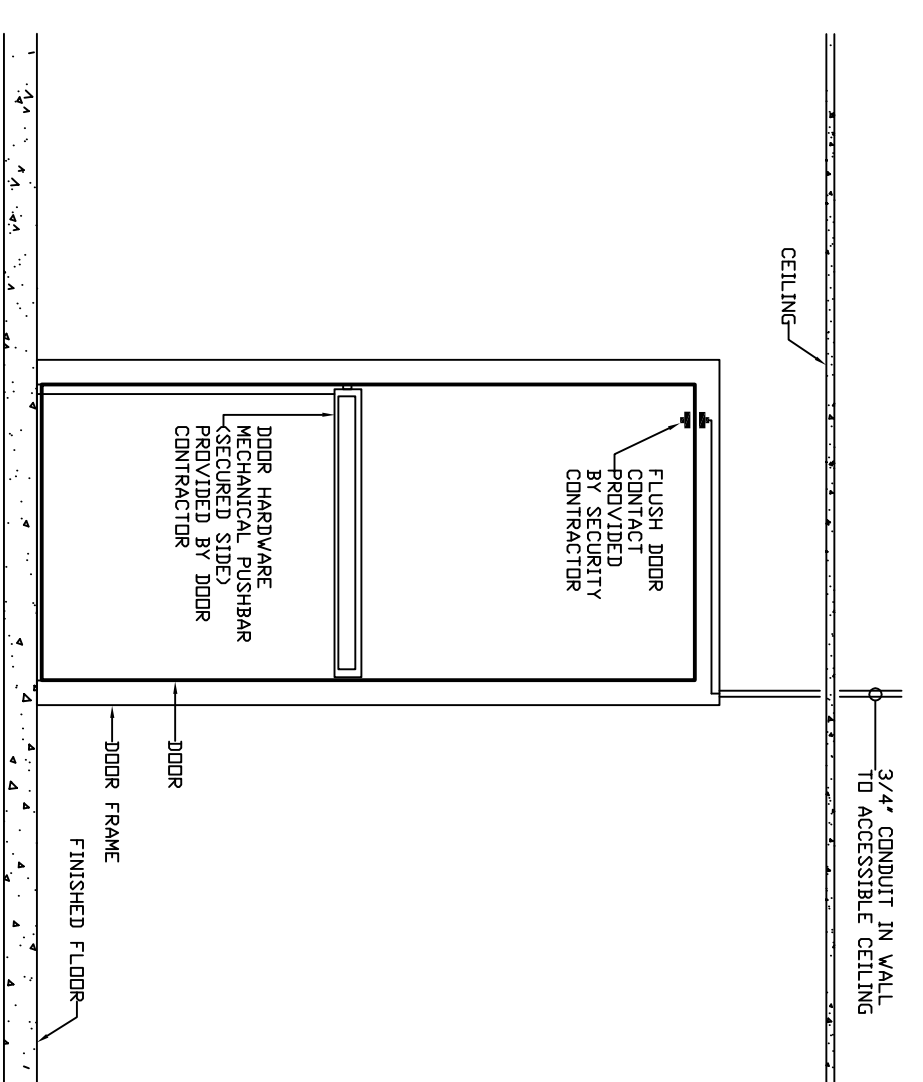 3/4" CONDUIT IN WALL
TO ACCESSIBLE CEILING
CEILING
FLUSH DOOR
CONTACT
PROVIDED
BY SECURITY
CONTRACTOR
DOOR HARDWARE
MECHANICAL PUSHBAR
(SECURED SIDE)
PROVIDED BY DOOR
CONTRACTOR
DOOR
DOOR FRAME
FINISHED FLOOR